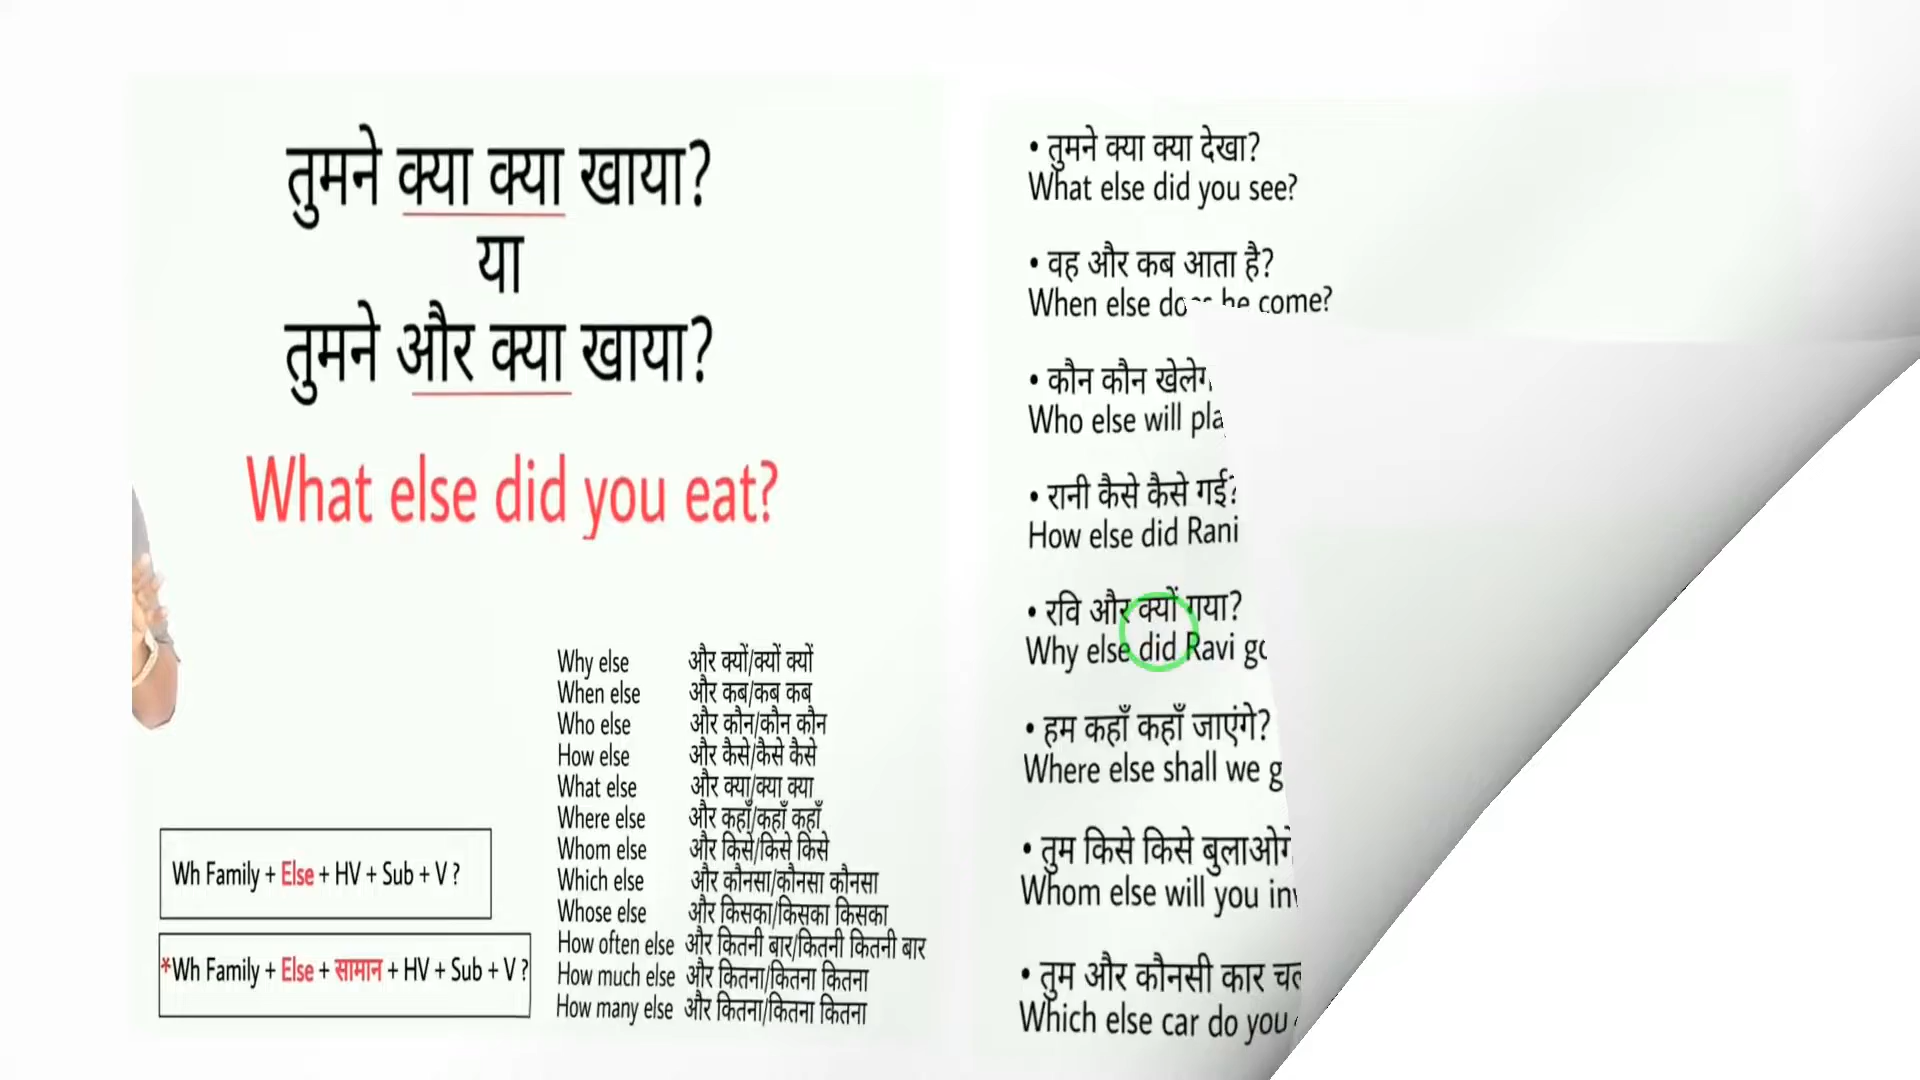 तुमने क्या क्या खाया?
या
तुमने और क्या खाया?
What else did you eat?
Why else और क्यों/क्यों क्यों
When else और कब/कब कब
Who else और कौन/कौन कौन
How else और कैसे/कैसे कैसे
What else और क्या/क्या क्या
Where else और कहाँ/कहाँ कहाँ
Whom else और किसे/किसे किसे
Which else और कौनसा/कौनसा कौनसा
Whose else और किसका/किसका किसका
How often else और कितनी बार/कितनी कितनी बार
How much else और कितना/कितना कितना
How many else और कितना/कितना कितना
Wh Family + Else + HV + Sub + V ?
*Wh Family + Else + सामान + HV + Sub + V ?
• तुमने क्या क्या देखा?
What else did you see?
• वह और कब आता है?
When else does he come?
• कौन कौन
Who else will
• रानी कैसे कैसे गई?
How else did Rani
• रवि और क्यों गया?
Why else did Ravi
• हम कहाँ कहाँ जाएंगे?
Where else shall we
• तुम किसे किसे
Whom else will you
• तुम और कौनसी कार
Which else car do you